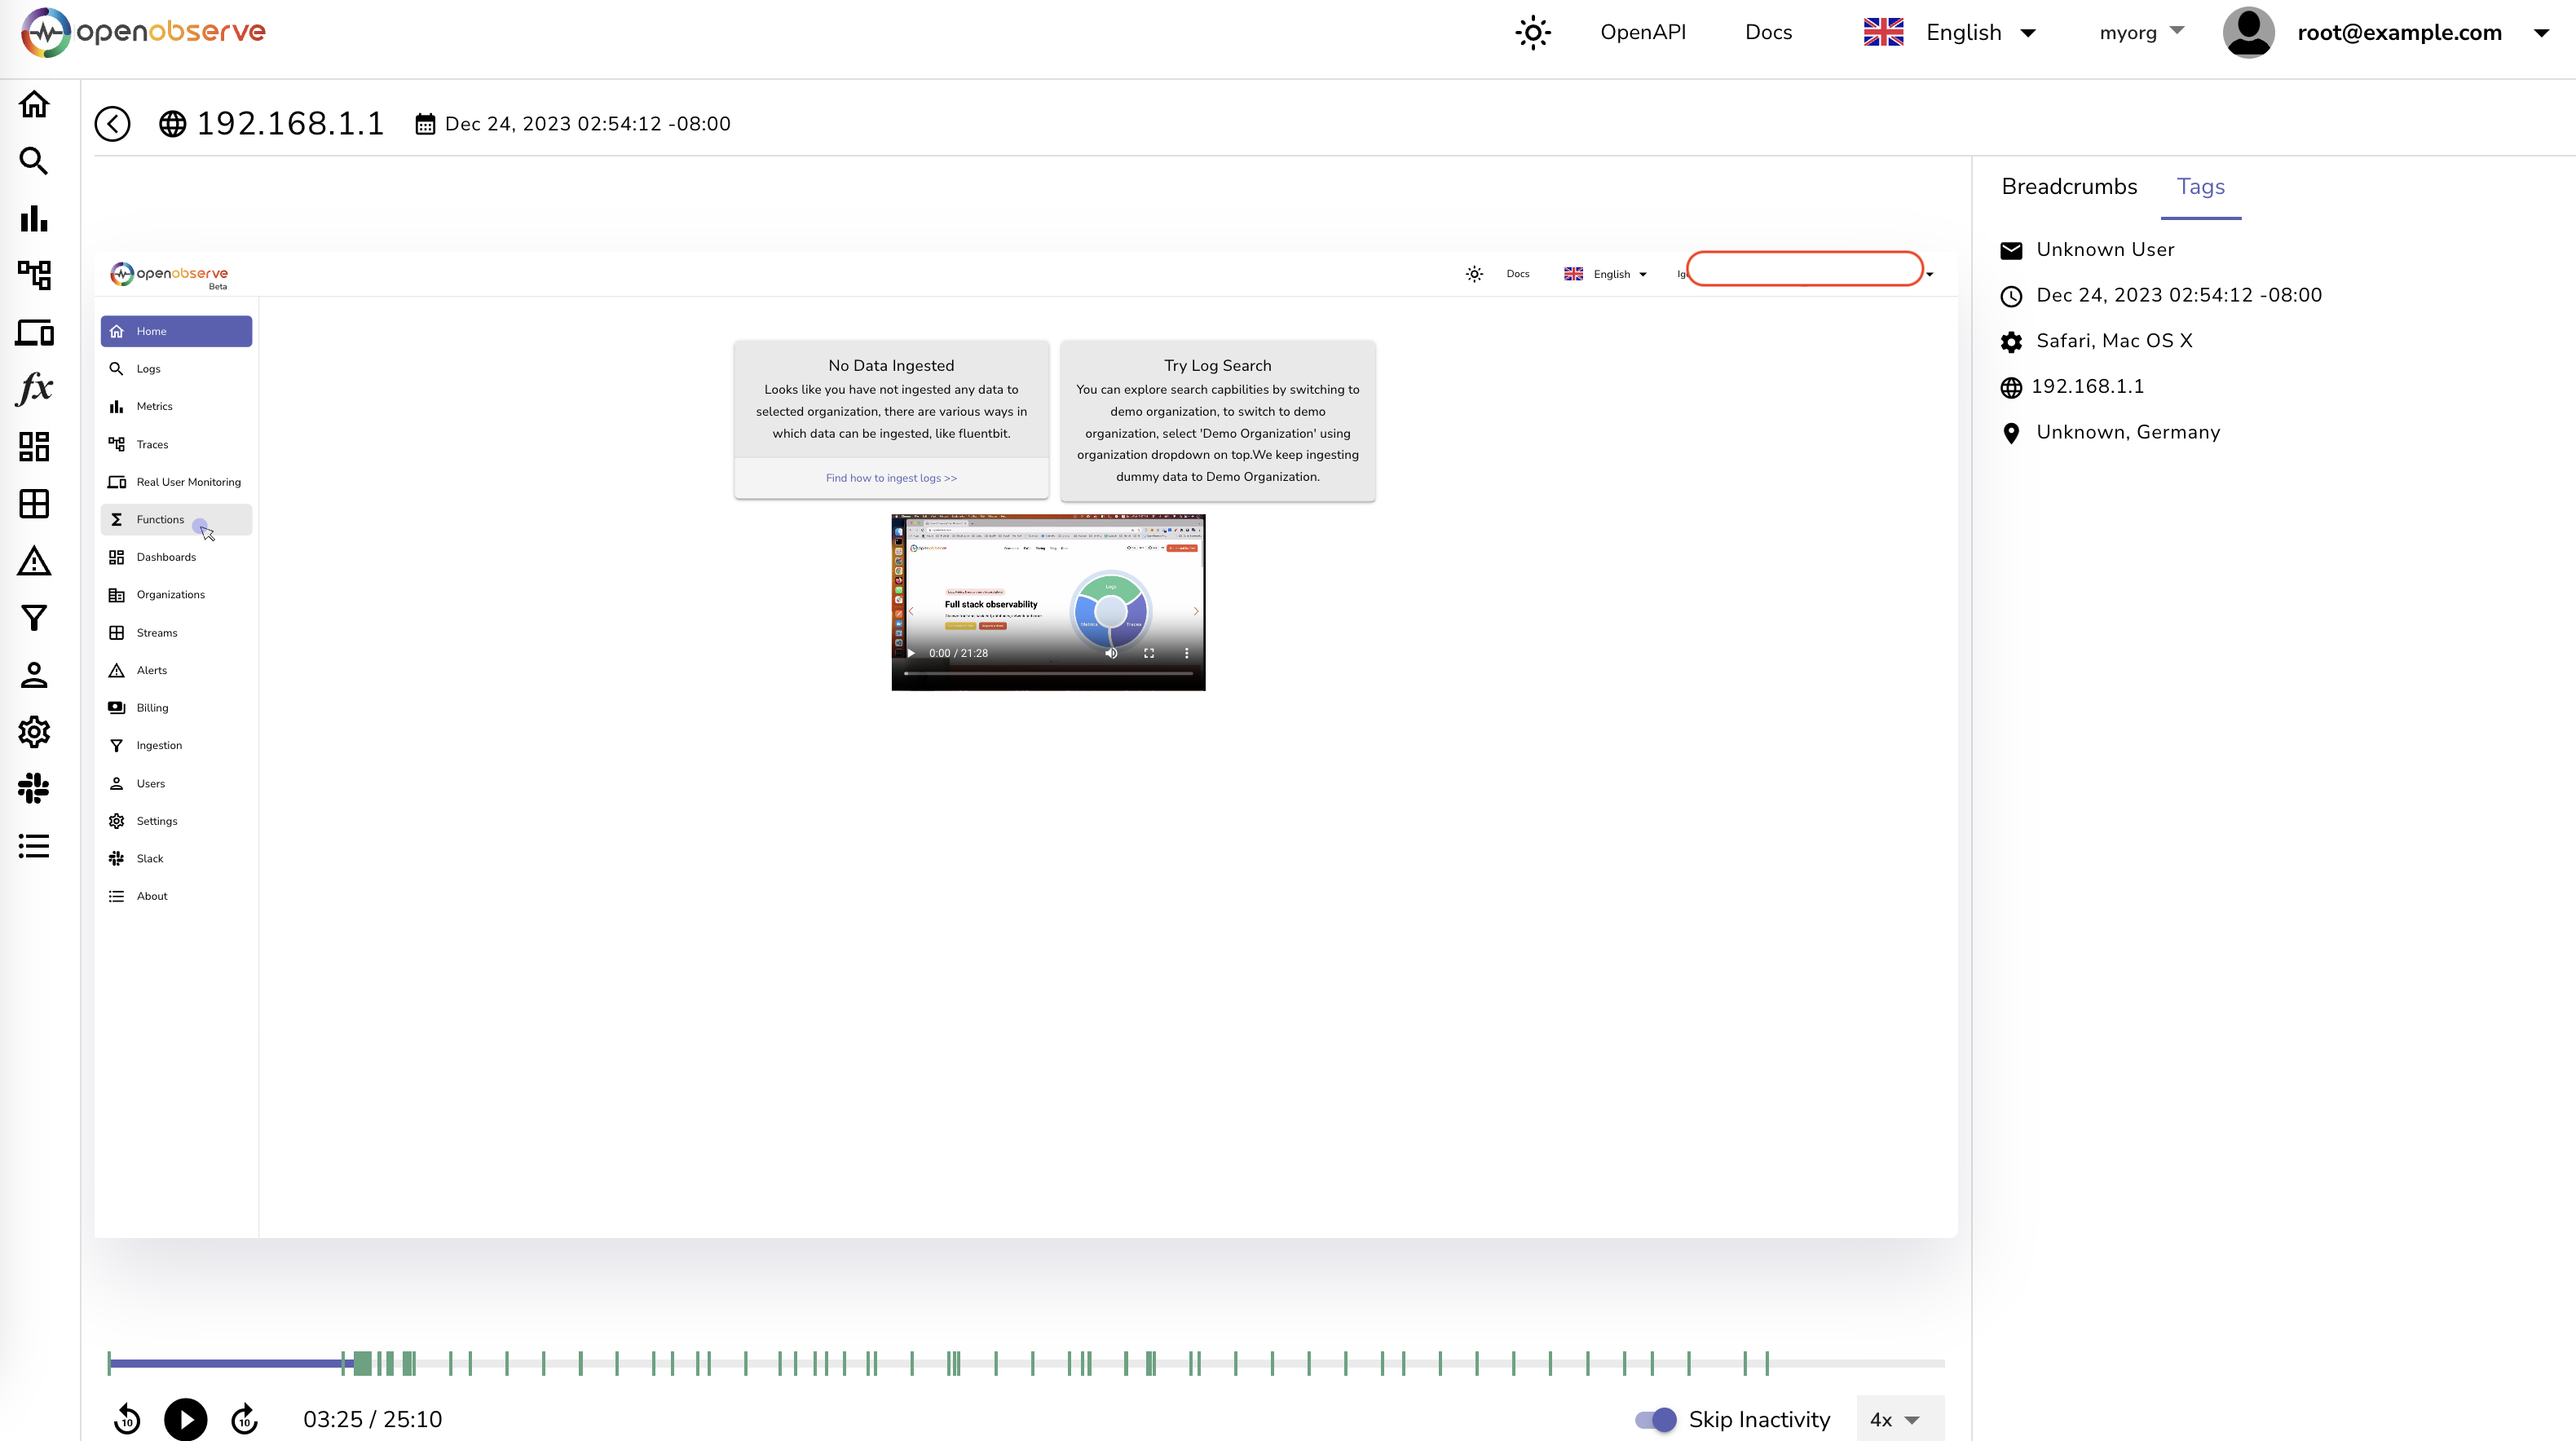 openobserve
OpenAPI
Docs
English
myorg
root@example.com
192.168.1.1
Dec 24, 2023 02:54:12 -08:00
Breadcrumbs
Tags
Unknown User
Dec 24, 2023 02:54:12 -08:00
Safari, Mac OS X
192.168.1.1
Unknown, Germany
openobserve
Beta
Docs
English
Home
Logs
Metrics
Traces
Real User Monitoring
Functions
Dashboards
Organizations
Streams
Alerts
Billing
Ingestion
Users
Settings
Slack
About
No Data Ingested
Looks like you have not ingested any data to
selected organization, there are various ways in
which data can be ingested, like fluentbit.
Find how to ingest logs >>
Try Log Search
You can explore search capbilities by switching to
demo organization, to switch to demo
organization, select 'Demo Organization' using
organization dropdown on top.We keep ingesting
dummy data to Demo Organization.
Full stack observability
Logs
Metrics
Traces
0:00 / 21:28
10
10
03:25 / 25:10
Skip Inactivity
4x